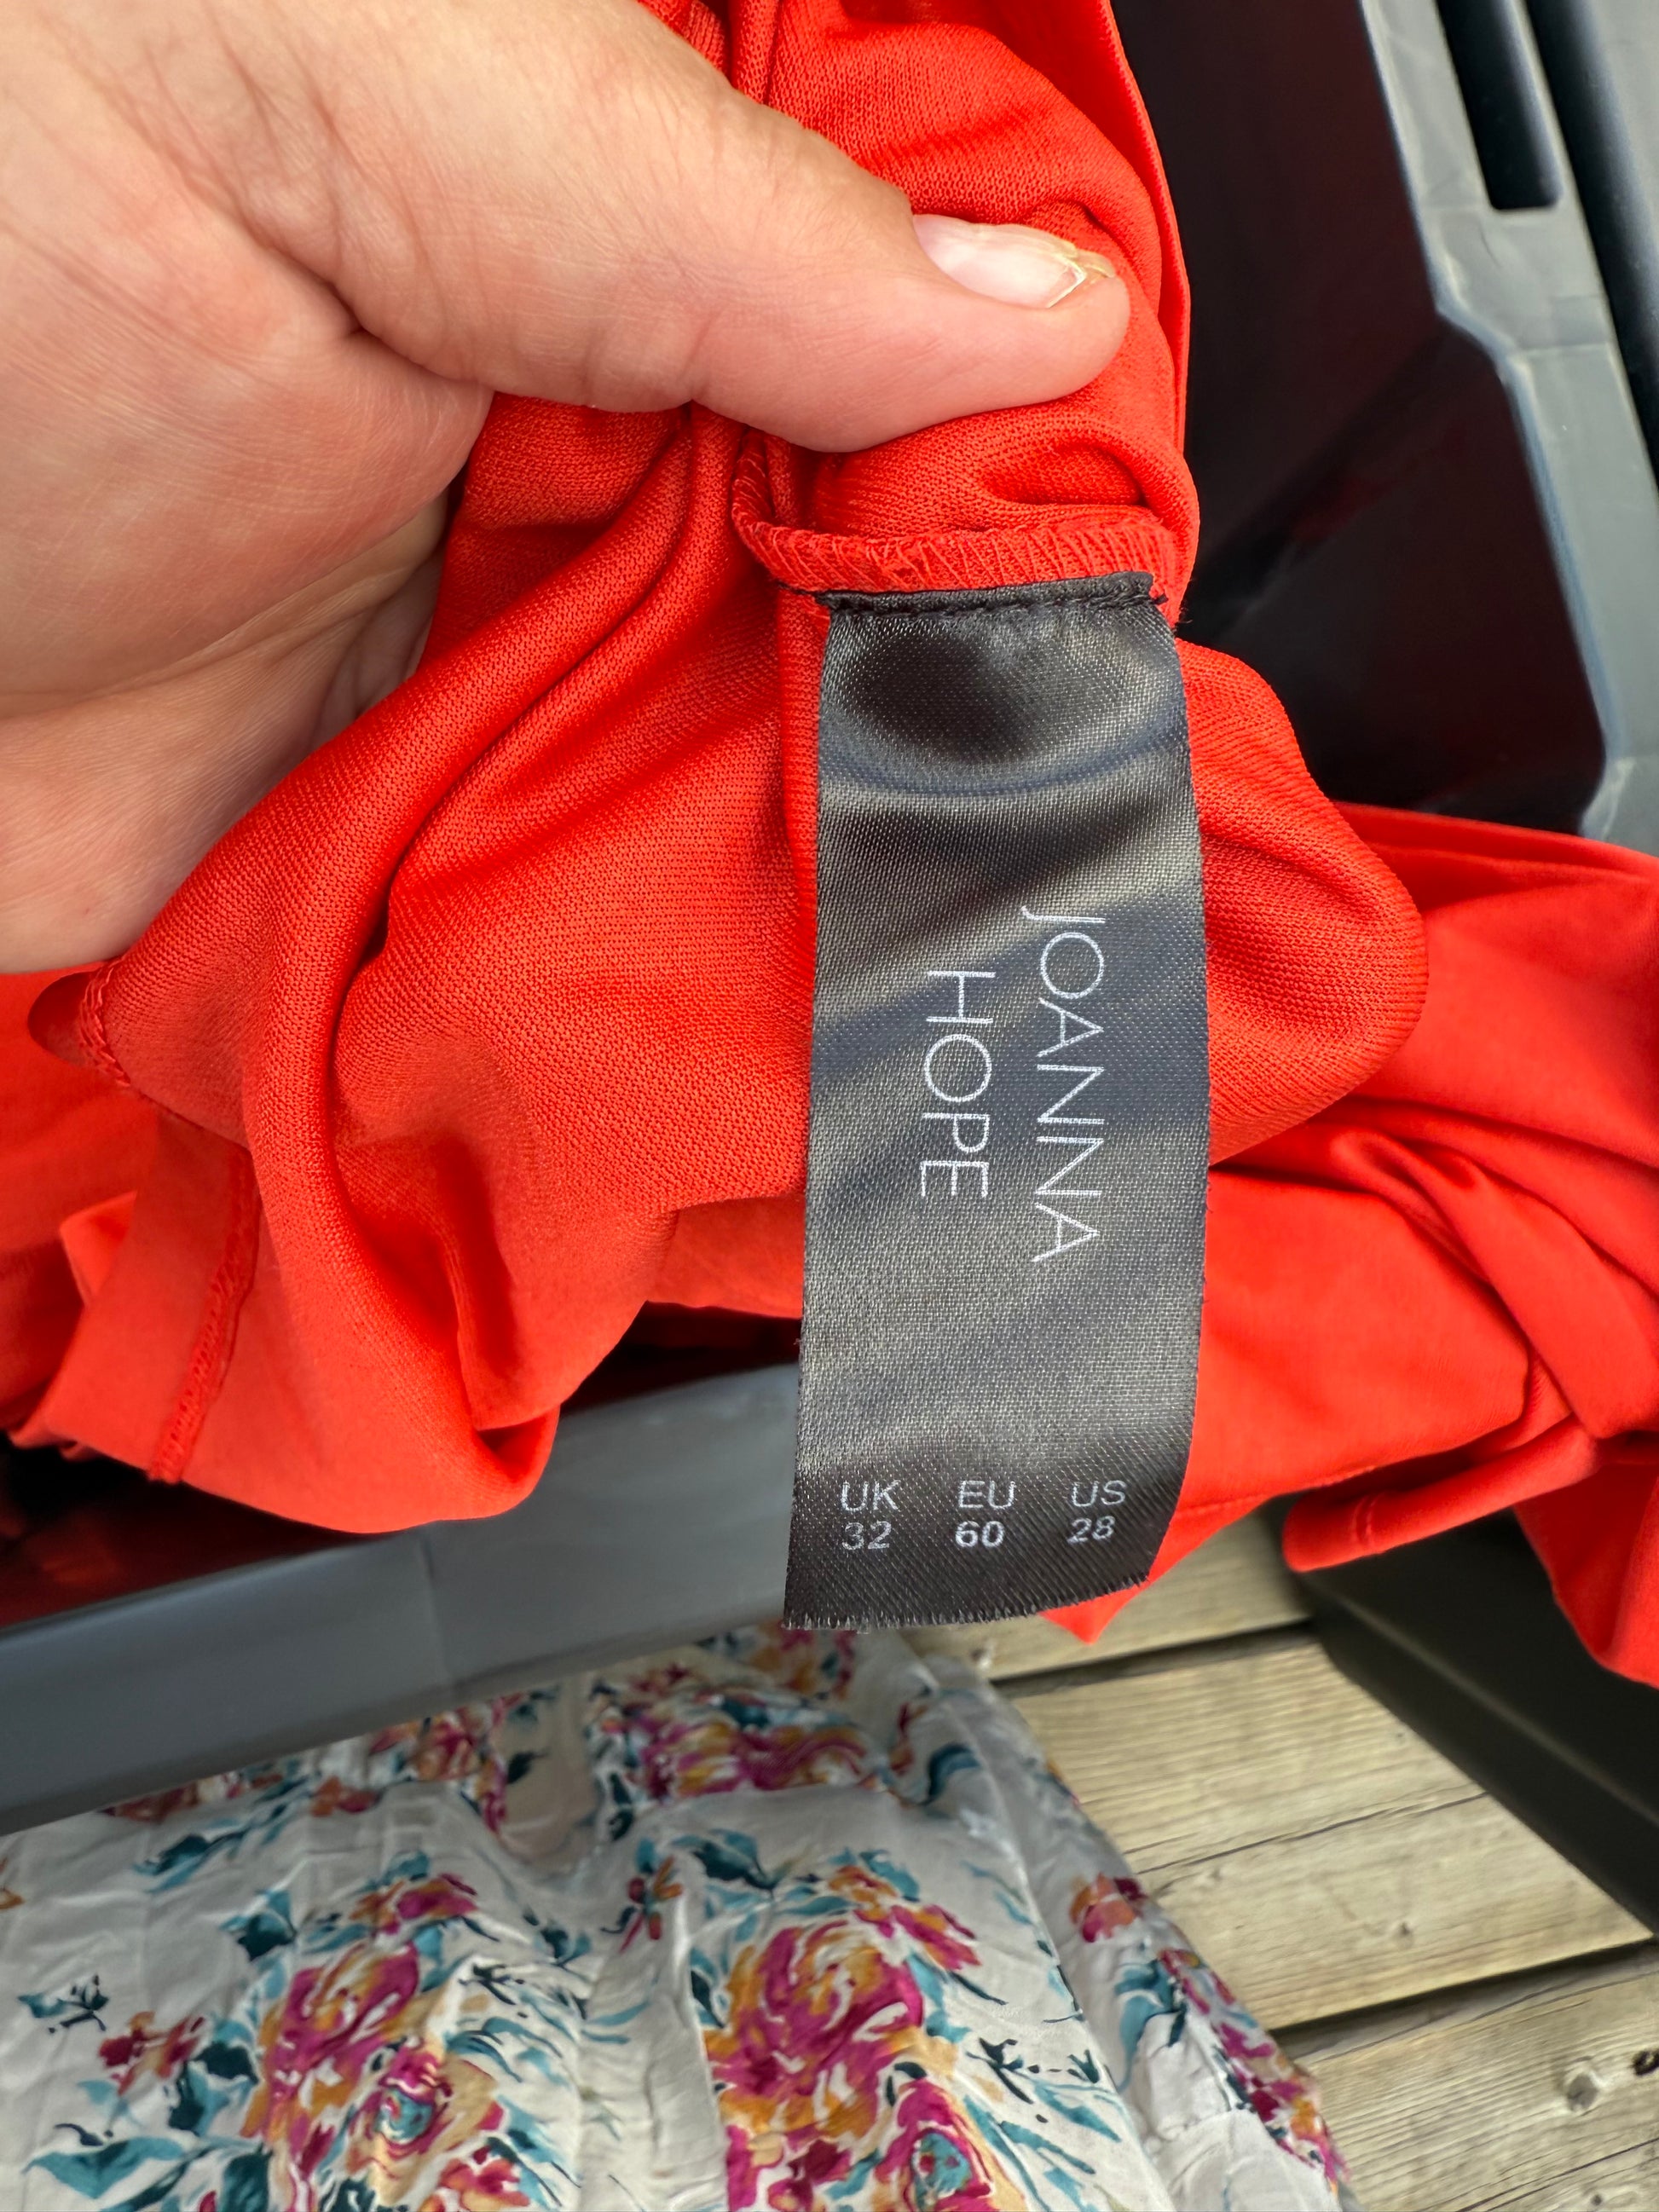 JOANNA
HOPE
UK EU US
32 60 28